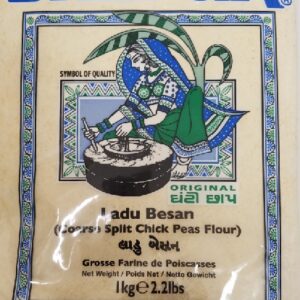 SYMBOL OF QUALITY
ORIGINAL
ઘંટી છાપ
Ladu Besan
(Coarse Split Chick Peas Flour)
લાડુ બેસન
Grosse Farine de Poiscasses
Net Weight / Poids Net / Netto Gewicht
1kg℮2.2lbs